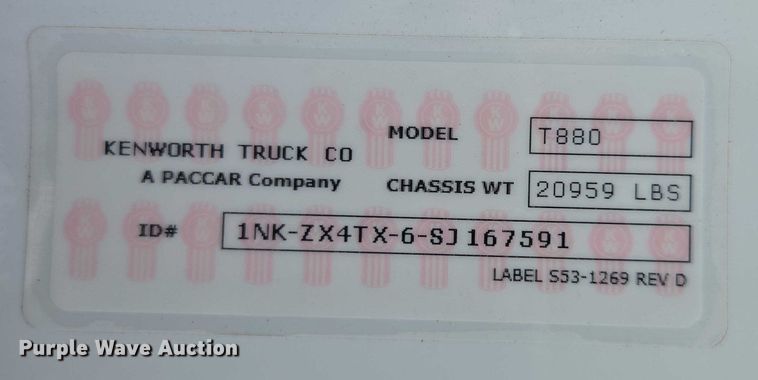 KENWORTH TRUCK CO
A PACCAR Company
MODEL T880
CHASSIS WT 20959 LBS
ID# 1NK-ZX4TX-6-SJ167591
LABEL S53-1269 REV D
Purple Wave Auction